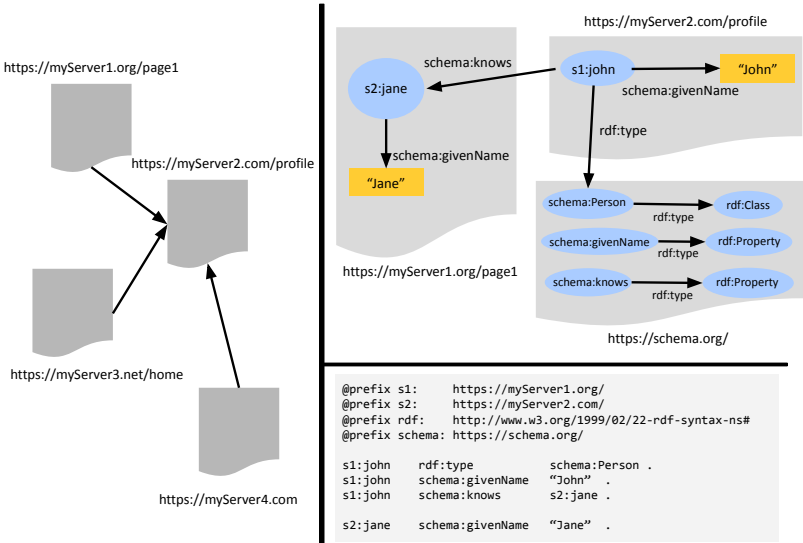 https://myServer1.org/page1
https://myServer2.com/profile
https://myServer3.net/home
https://myServer4.com
https://myServer2.com/profile
schema:knows
s1:john
“John”
schema:givenName
s2:jane
rdf:type
schema:givenName
“Jane”
https://myServer1.org/page1
schema:Person
rdf:type
rdf:Class
schema:givenName
rdf:type
rdf:Property
schema:knows
rdf:type
rdf:Property
https://schema.org/
@prefix s1: https://myServer1.org/
@prefix s2: https://myServer2.com/
@prefix rdf: http://www.w3.org/1999/02/22-rdf-syntax-ns#
@prefix schema: https://schema.org/
s1:john rdf:type schema:Person .
s1:john schema:givenName “John” .
s1:john schema:knows s2:jane .
s2:jane schema:givenName “Jane” .